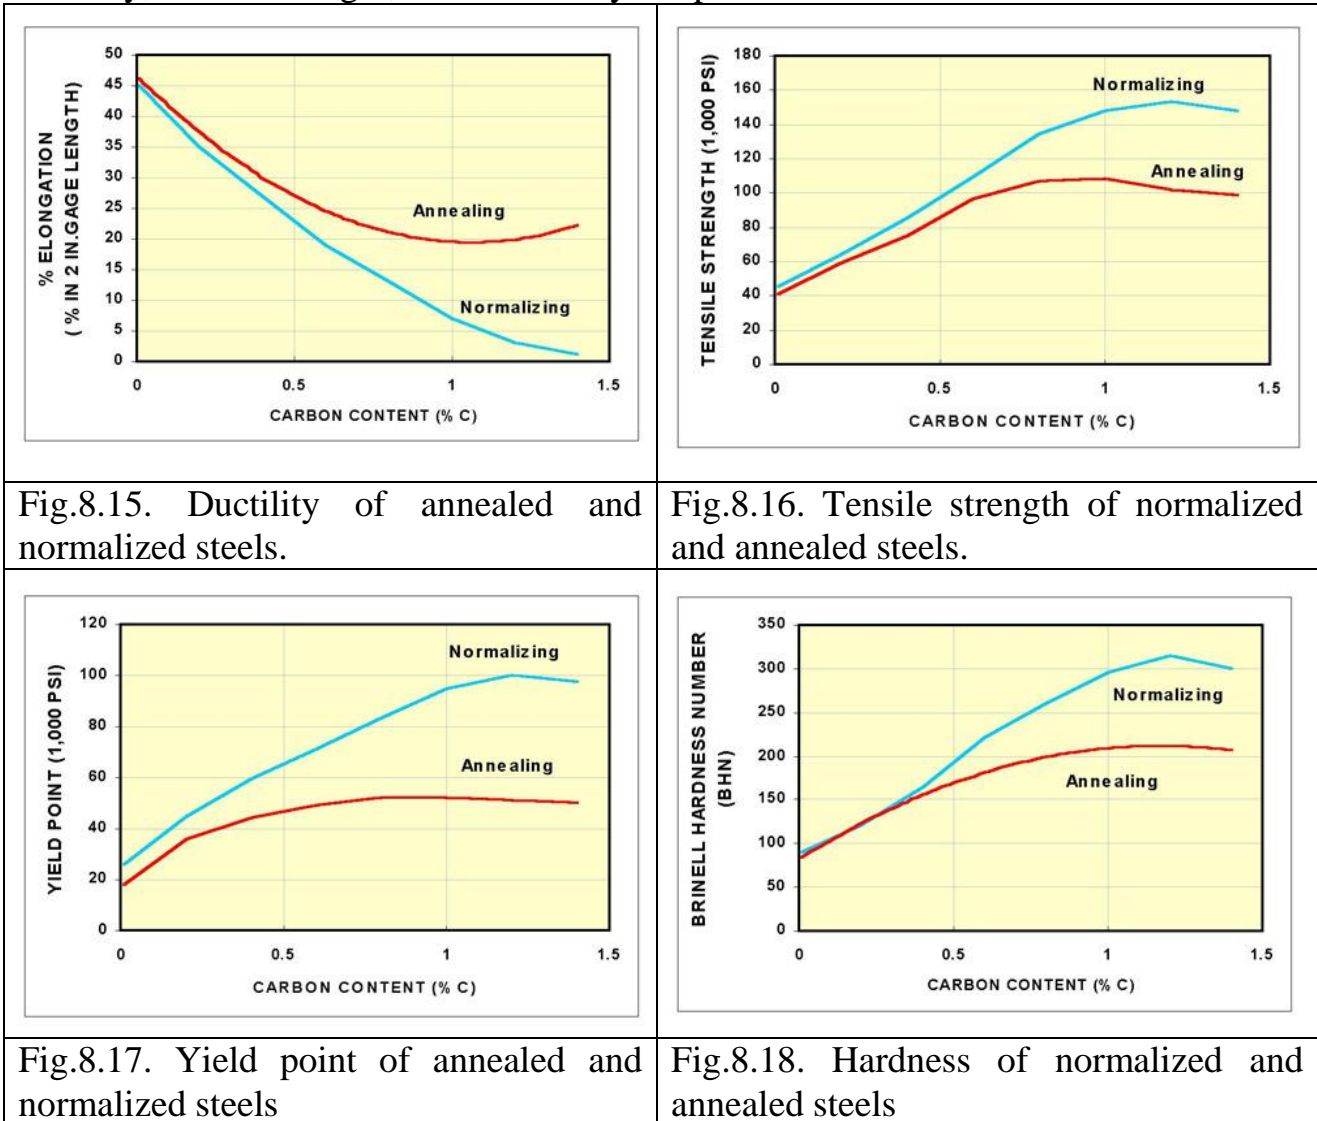 50
45
40
35
30
25
20
15
10
5
0
% ELONGATION
( % IN 2 IN.GAGE LENGTH)
Annealing
Normalizing
0 0.5 1 1.5
CARBON CONTENT (% C)
180
160
140
120
100
80
60
40
20
0
TENSILE STRENGTH (1,000 PSI)
Normalizing
Annealing
0 0.5 1 1.5
CARBON CONTENT (% C)
Fig.8.15. Ductility of annealed and
normalized steels.
Fig.8.16. Tensile strength of normalized
and annealed steels.
120
100
80
60
40
20
0
YIELD POINT (1,000 PSI)
Normalizing
Annealing
0 0.5 1 1.5
CARBON CONTENT (% C)
350
300
250
200
150
100
50
0
BRINELL HARDNESS NUMBER
(BHN)
Normalizing
Annealing
0 0.5 1 1.5
CARBON CONTENT (% C)
Fig.8.17. Yield point of annealed and
normalized steels
Fig.8.18. Hardness of normalized and
annealed steels